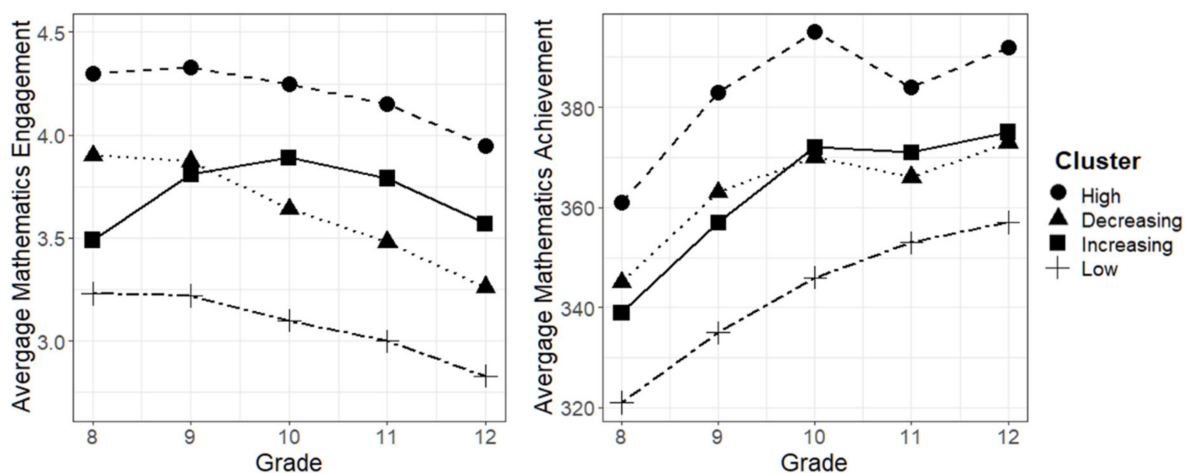 Avergage Mathematics Engagement
4.5
4.0
3.5
3.0
8 9 10 11 12
Grade
Avergage Mathematics Achievement
380
360
340
320
8 9 10 11 12
Grade
Cluster
High
Decreasing
Increasing
Low